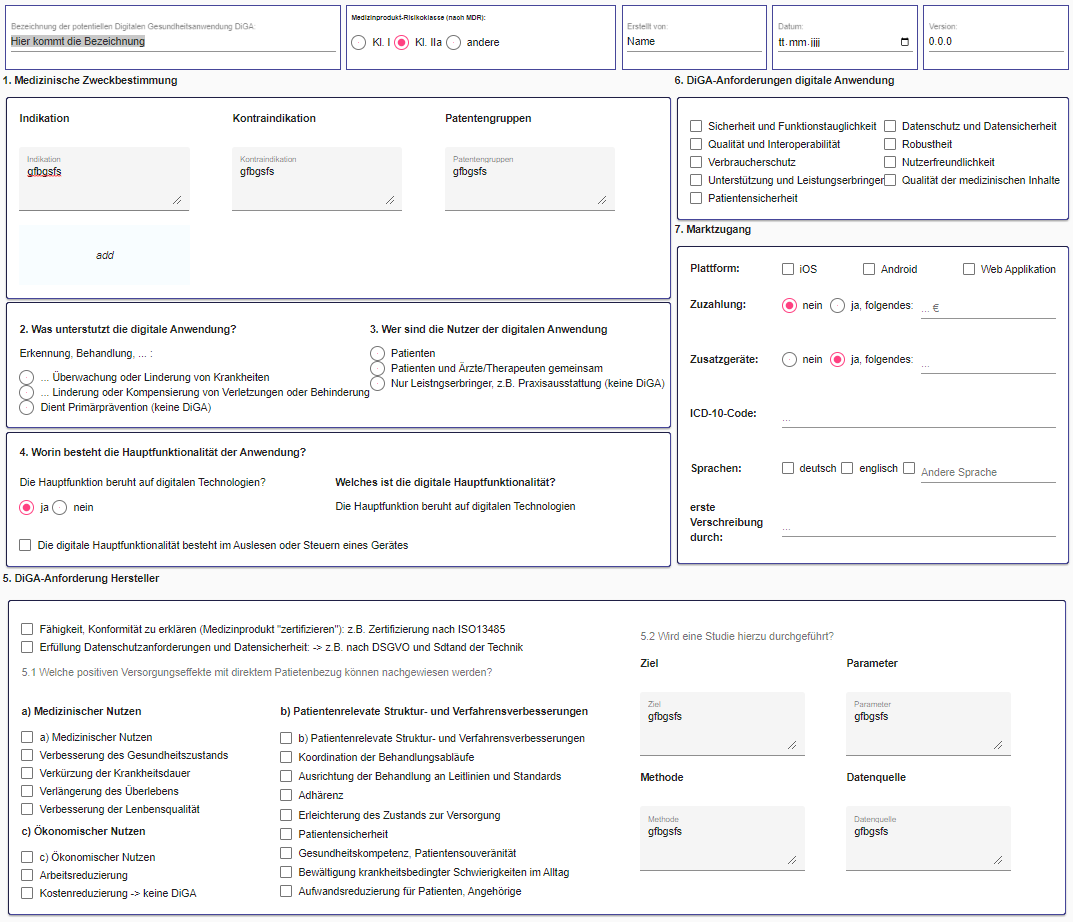 Bezeichnung der potentiellen Digitalen Gesundheitsanwendung DiGA:
Hier kommt die Bezeichnung
Medizinprodukt-Risikoklasse (nach MDR):
Kl. I Kl. IIa andere
Erstellt von:
Name
Datum:
tt.mm.jjjj
Version:
0.0.0
1. Medizinische Zweckbestimmung
Indikation
Kontraindikation
Patentengruppen
Indikation
gfbgsfs
Kontraindikation
gfbgsfs
Patentengruppen
gfbgsfs
add
2. Was unterstutzt die digitale Anwendung?
Erkennung, Behandlung, ... :
... Überwachung oder Linderung von Krankheiten
... Linderung oder Kompensierung von Verletzungen oder Behinderung
Dient Primärprävention (keine DiGA)
3. Wer sind die Nutzer der digitalen Anwendung
Patienten
Patienten und Ärzte/Therapeuten gemeinsam
Nur Leistngserbringer, z.B. Praxisausstattung (keine DiGA)
4. Worin besteht die Hauptfunktionalität der Anwendung?
Die Hauptfunktion beruht auf digitalen Technologien?
ja nein
Welches ist die digitale Hauptfunktionalität?
Die Hauptfunktion beruht auf digitalen Technologien
Die digitale Hauptfunktionalität besteht im Auslesen oder Steuern eines Gerätes
6. DiGA-Anforderungen digitale Anwendung
Sicherheit und Funktionstauglichkeit
Datenschutz und Datensicherheit
Qualität und Interoperabilität
Robustheit
Verbraucherschutz
Nutzerfreundlichkeit
Unterstützung und Leistungserbringer
Qualität der medizinischen Inhalte
Patientensicherheit
7. Marktzugang
Plattform: iOS Android Web Applikation
Zuzahlung: nein ja, folgendes: ... €
Zusatzgeräte: nein ja, folgendes: ...
ICD-10-Code: ...
Sprachen: deutsch englisch Andere Sprache
erste
Verschreibung
durch:
...
5. DiGA-Anforderung Hersteller
Fähigkeit, Konformität zu erklären (Medizinprodukt "zertifizieren"): z.B. Zertifizierung nach ISO13485
Erfüllung Datenschutzanforderungen und Datensicherheit: -> z.B. nach DSGVO und Sdtand der Technik
5.1 Welche positiven Versorgungseffekte mit direktem Patietenbezug können nachgewiesen werden?
a) Medizinischer Nutzen
a) Medizinischer Nutzen
Verbesserung des Gesundheitszustands
Verkürzung der Krankheitsdauer
Verlängerung des Überlebens
Verbesserung der Lenbensqualität
c) Ökonomischer Nutzen
c) Ökonomischer Nutzen
Arbeitsreduzierung
Kostenreduzierung -> keine DiGA
b) Patientenrelevate Struktur- und Verfahrensverbesserungen
b) Patientenrelevate Struktur- und Verfahrensverbesserungen
Koordination der Behandlungsabläufe
Ausrichtung der Behandlung an Leitlinien und Standards
Adhärenz
Erleichterung des Zustands zur Versorgung
Patientensicherheit
Gesundheitskompetenz, Patientensouveränität
Bewältigung krankheitsbedingter Schwierigkeiten im Alltag
Aufwandsreduzierung für Patienten, Angehörige
5.2 Wird eine Studie hierzu durchgeführt?
Ziel
Parameter
Ziel
gfbgsfs
Parameter
gfbgsfs
Methode
Datenquelle
Methode
gfbgsfs
Datenquelle
gfbgsfs